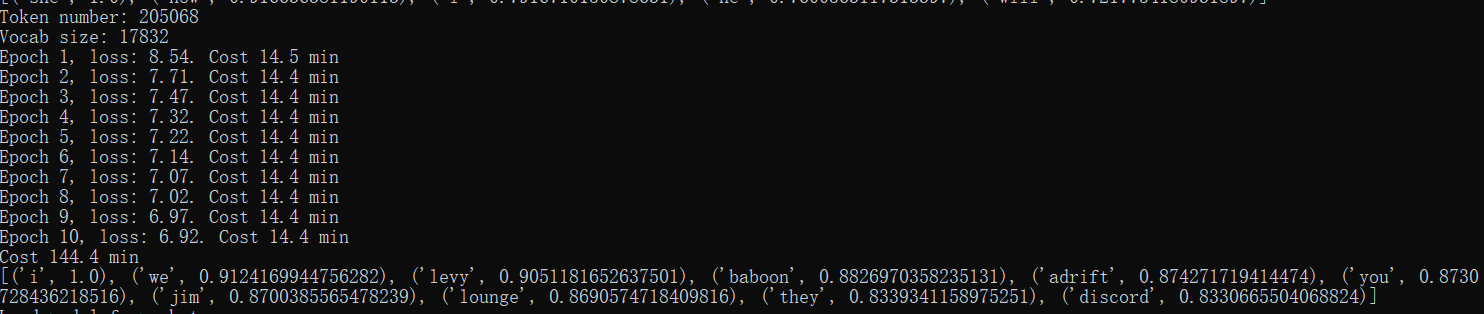 Token number: 205068
Vocab size: 17832
Epoch 1, loss: 8.54. Cost 14.5 min
Epoch 2, loss: 7.71. Cost 14.4 min
Epoch 3, loss: 7.47. Cost 14.4 min
Epoch 4, loss: 7.32. Cost 14.4 min
Epoch 5, loss: 7.22. Cost 14.4 min
Epoch 6, loss: 7.14. Cost 14.4 min
Epoch 7, loss: 7.07. Cost 14.4 min
Epoch 8, loss: 7.02. Cost 14.4 min
Epoch 9, loss: 6.97. Cost 14.4 min
Epoch 10, loss: 6.92. Cost 14.4 min
Cost 144.4 min
[('i', 1.0), ('we', 0.9124169944756282), ('levy', 0.9051181652637501), ('baboon', 0.8826970358235131), ('adrift', 0.874271719414474), ('you', 0.8730
728436218516), ('jim', 0.8700385565478239), ('lounge', 0.8690574718409816), ('they', 0.8339341158975251), ('discord', 0.8330665504068824)]